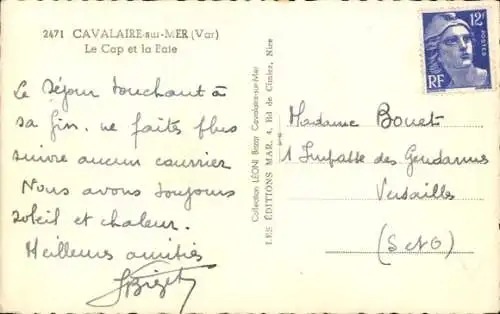 2471 CAVALAIRE-sur-MER (Var)
Le Cap et la Baie
Le Séjour touchant à
sa fin. ne faites plus
suivre aucun courrier
Nous avons toujours
soleil et chaleur.
Meilleures amitiés
Collection LÉONI Bazar Cavalaire-sur-Mer
LES ÉDITIONS MAR, 4, Bd de Cimiez, Nice
12F
POSTES
RF
Madame Bouet
1 Impasse des Gendarmes
Versailles
(S&O)